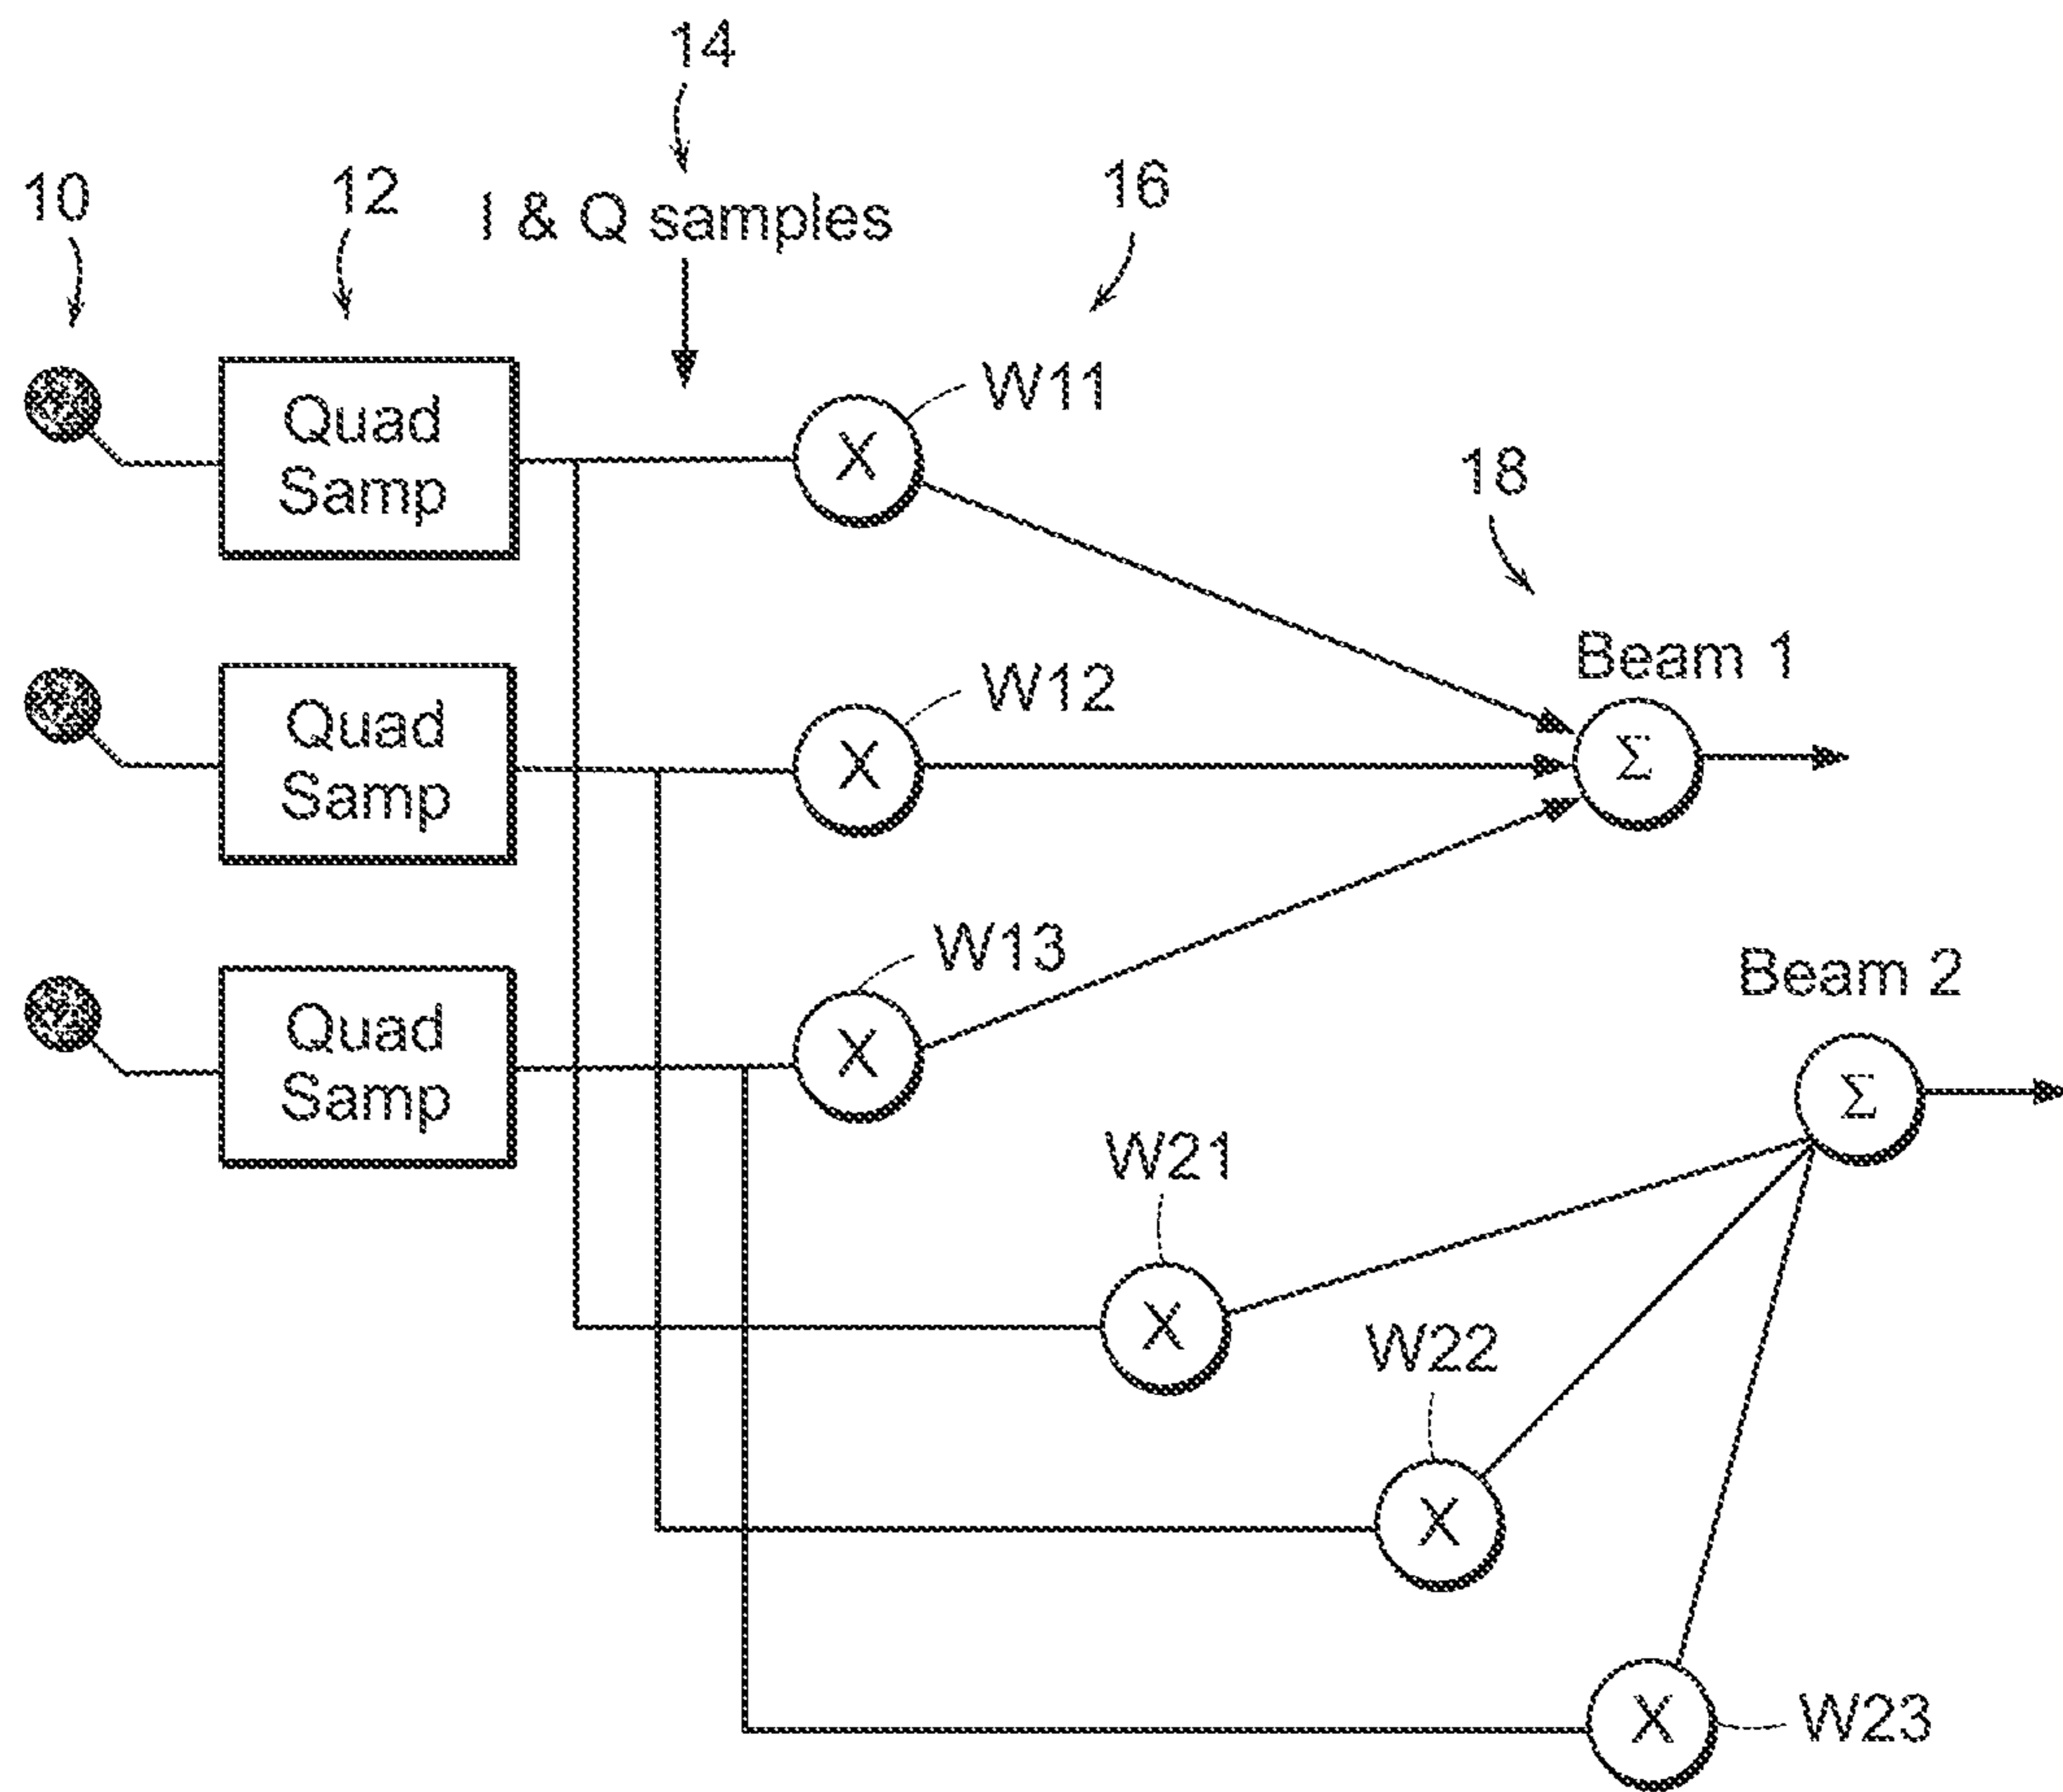 14
10
12
I & Q samples
16
Quad
Samp
X
W11
18
Quad
Samp
X
W12
Beam 1
Σ
Quad
Samp
X
W13
Beam 2
Σ
W21
X
W22
X
X
W23